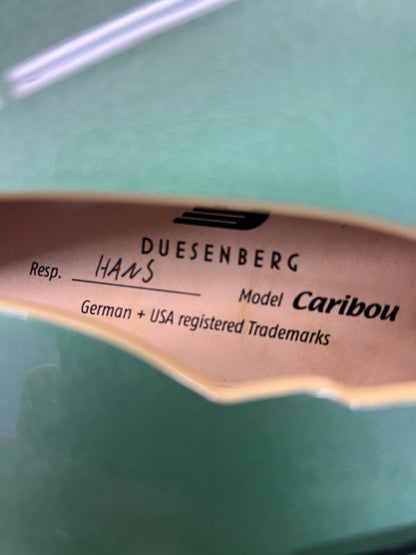 DUESENBERG
Resp. HANS
Model Caribou
German + USA registered Trademarks